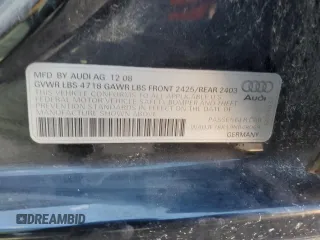 MFD BY AUDI AG 12 08
GVWR LBS 4718 GAWR LBS FRONT 2425/REAR 2403
THIS VEHICLE CONFORMS TO ALL APPLICABLE U.S.
FEDERAL MOTOR VEHICLE SAFETY, BUMPER AND THEFT
PREVENTION STANDARDS IN EFFECT ON THE DATE OF
MANUFACTURE SHOWN ABOVE.
Audi
PASSENGER CAR
GERMANY
DREAMBID